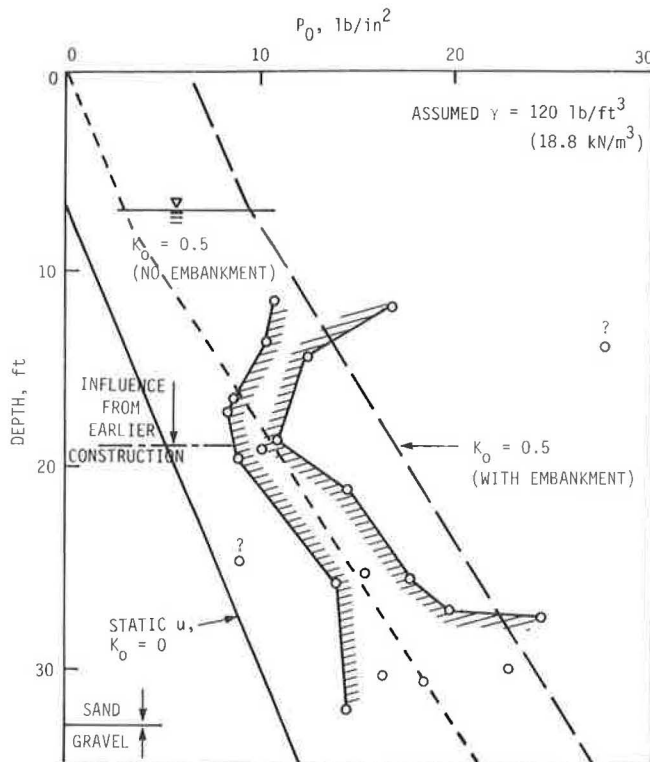 P₀, lb/in²
0 10 20 30
0
10
20
30
DEPTH, ft
ASSUMED γ = 120 lb/ft³
(18.8 kN/m³)
K₀ = 0.5
(NO EMBANKMENT)
?
INFLUENCE
FROM
EARLIER
CONSTRUCTION
K₀ = 0.5
(WITH EMBANKMENT)
?
STATIC u,
K₀ = 0
SAND
GRAVEL